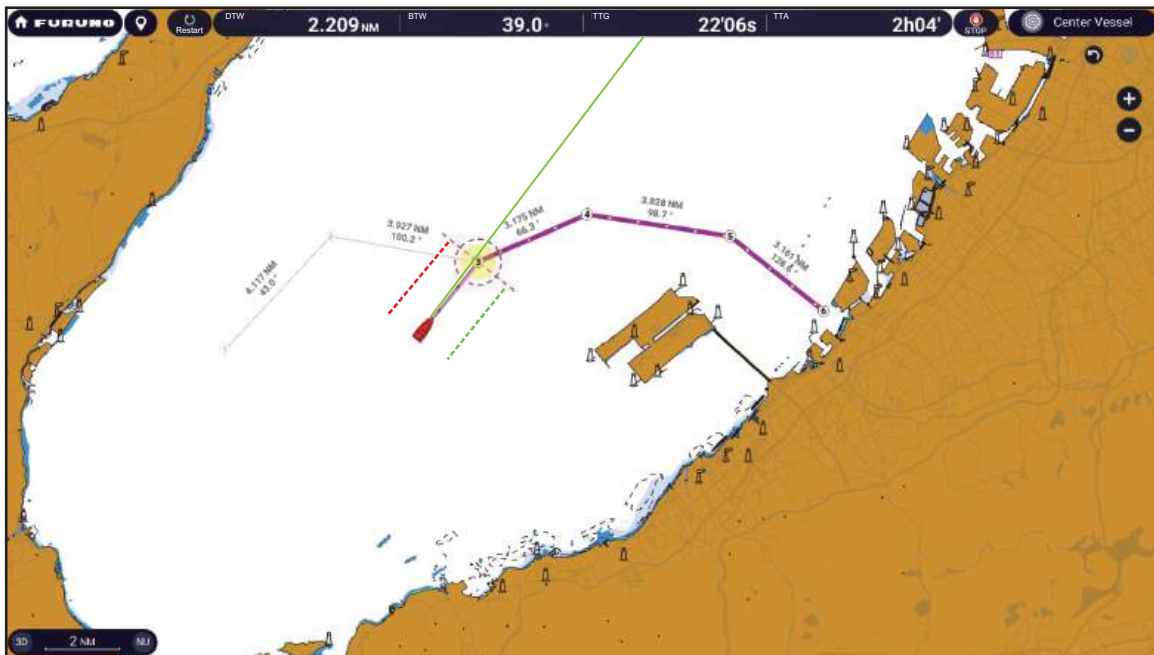 FURUNO
Restart
DTW
2.209 NM
BTW
39.0°
TTG
22'06s
TTA
2h04'
STOP
Center Vessel
3.828 NM
98.7 °
4
3.175 NM
66.3 °
3.927 NM
100.2 °
5
3
3.161 NM
128.6 °
4.117 NM
43.0 °
6
3D
2 NM
NU